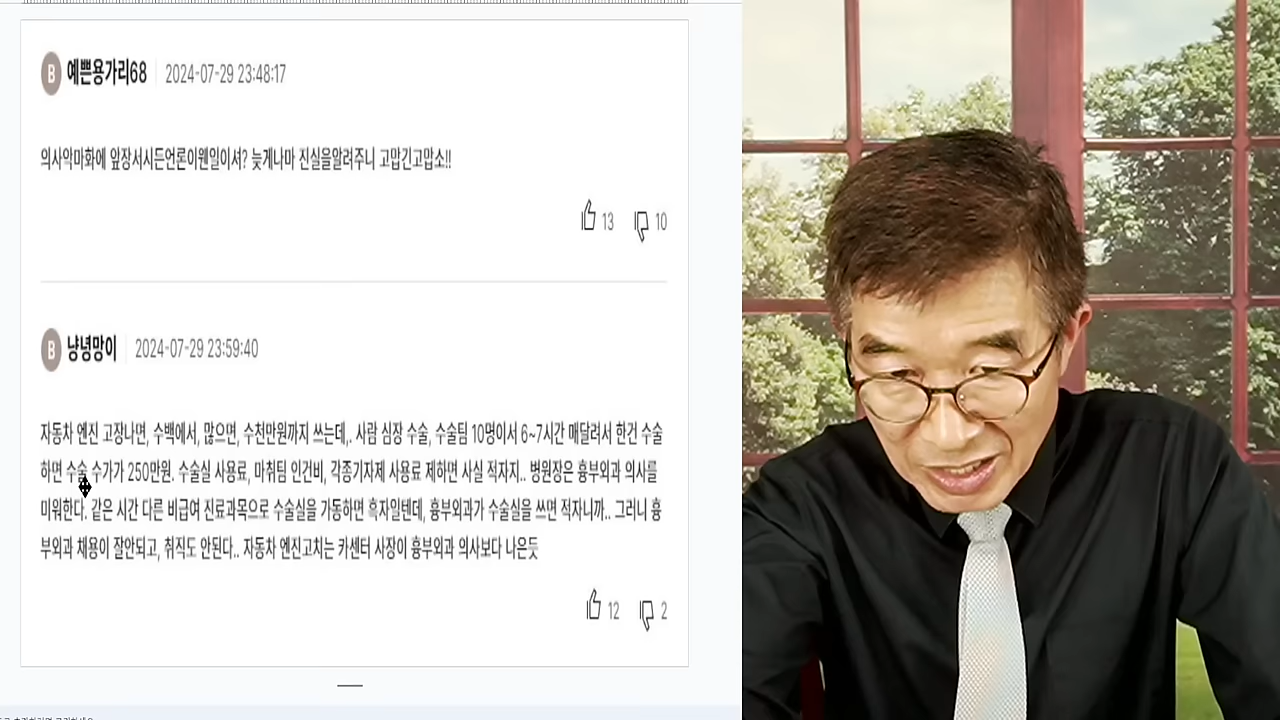 B 예쁜용가리68 2024-07-29 23:48:17
의사악마화에 앞장서시든언론이웬일이셔? 늦게나마 진실을알려주니 고맙긴고맙소!!
13 10
B 냥녕망이 2024-07-29 23:59:40
자동차 엔진 고장나면, 수백에서, 많으면, 수천만원까지 쓰는데,. 사람 심장 수술, 수술팀 10명이서 6~7시간 매달려서 한건 수술
하면 수술 수가가 250만원. 수술실 사용료, 마취팀 인건비, 각종기자제 사용료 제하면 사실 적자지.. 병원장은 흉부외과 의사를
미워한다. 같은 시간 다른 비급여 진료과목으로 수술실을 가동하면 흑자일텐데, 흉부외과가 수술실을 쓰면 적자니까.. 그러니 흉
부외과 채용이 잘안되고, 취직도 안된다.. 자동차 엔진고치는 카센터 사장이 흉부외과 의사보다 나은듯
12 2